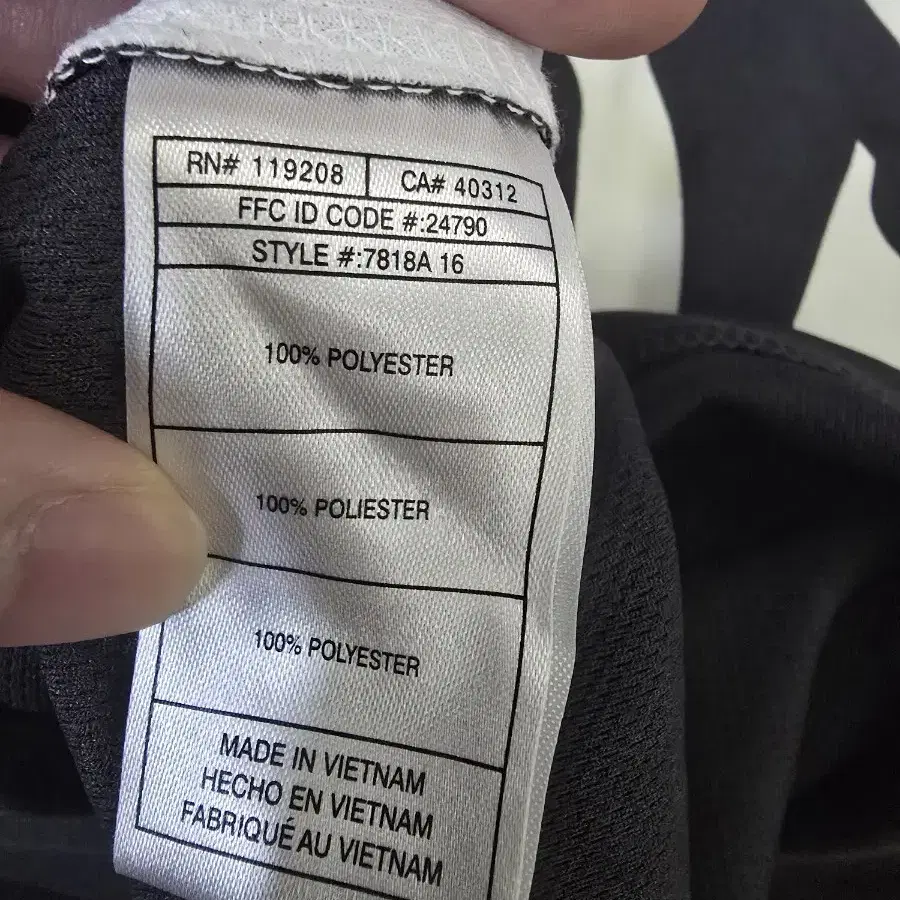 RN# 119208
CA# 40312
FFC ID CODE #:24790
STYLE #:7818A 16
100% POLYESTER
100% POLIESTER
100% POLYESTER
MADE IN VIETNAM
HECHO EN VIETNAM
FABRIQUÉ AU VIETNAM